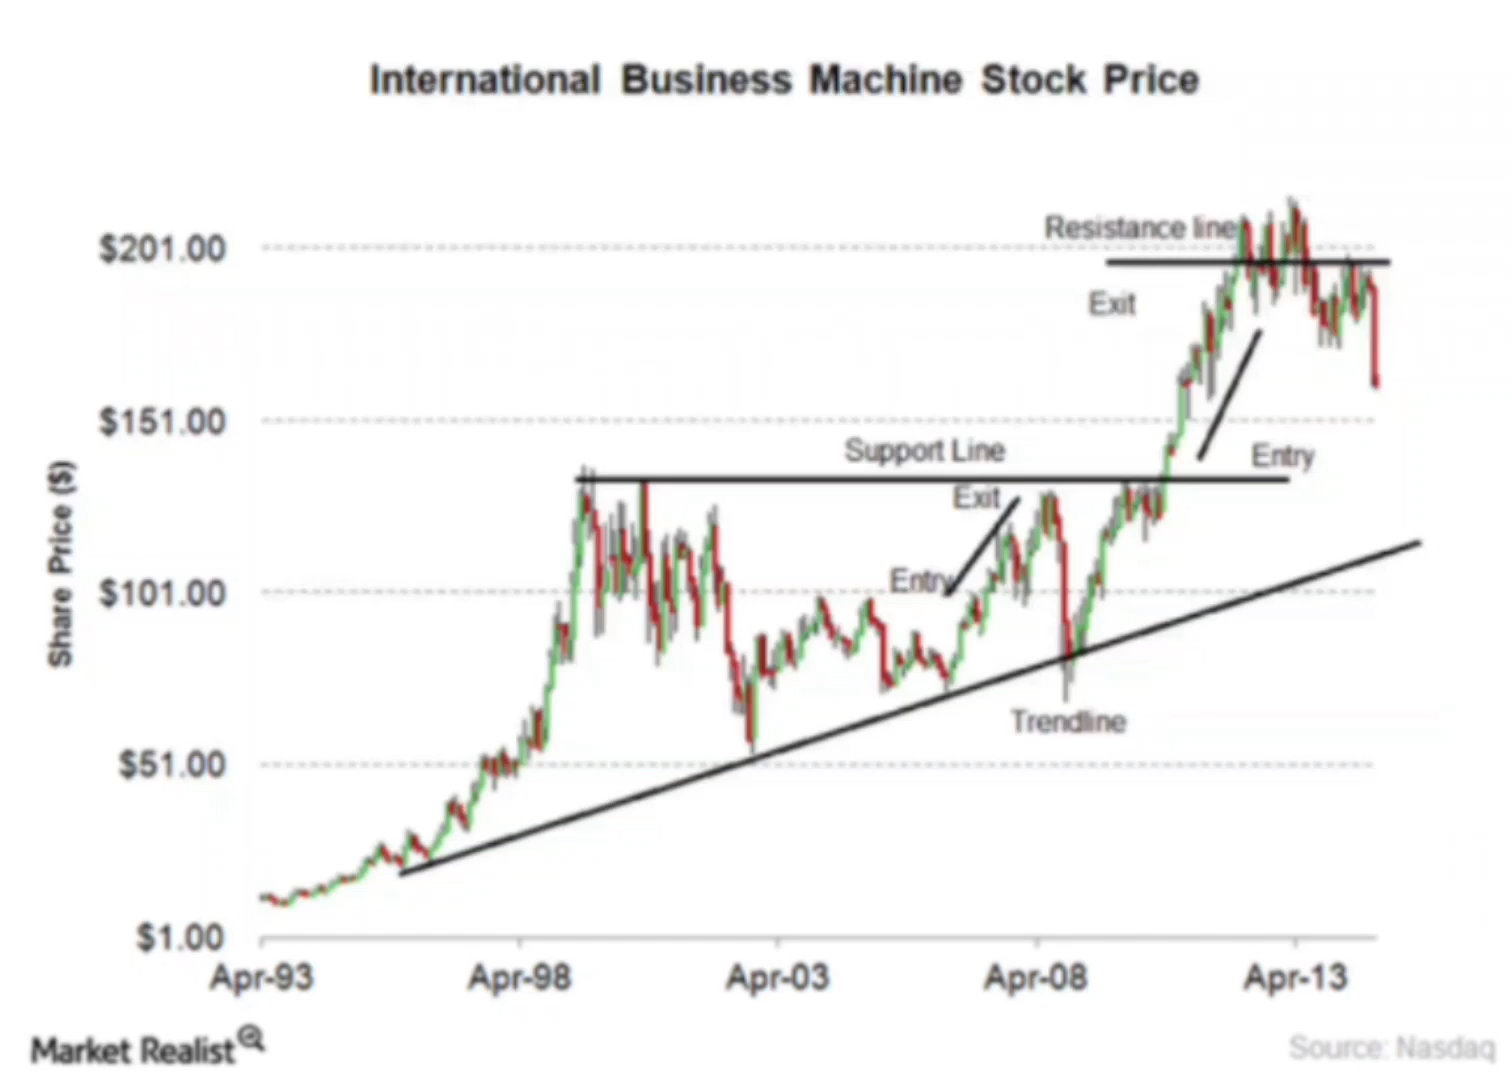 International Business Machine Stock Price
Share Price ($)
$201.00
$151.00
$101.00
$51.00
$1.00
Resistance line
Exit
Support Line
Entry
Exit
Entry
Trendline
Apr-93 Apr-98 Apr-03 Apr-08 Apr-13
Market Realist
Source: Nasdaq